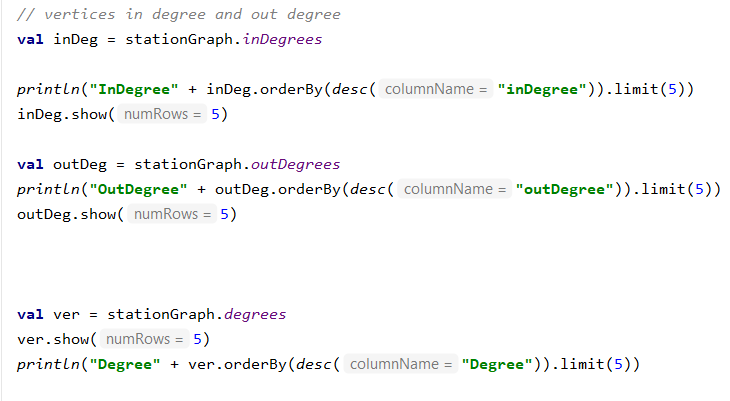 // vertices in degree and out degree
val inDeg = stationGraph.inDegrees
println("InDegree" + inDeg.orderBy(desc( columnName = "inDegree")).limit(5))
inDeg.show( numRows = 5)
val outDeg = stationGraph.outDegrees
println("OutDegree" + outDeg.orderBy(desc( columnName = "outDegree")).limit(5))
outDeg.show( numRows = 5)
val ver = stationGraph.degrees
ver.show( numRows = 5)
println("Degree" + ver.orderBy(desc( columnName = "Degree")).limit(5))